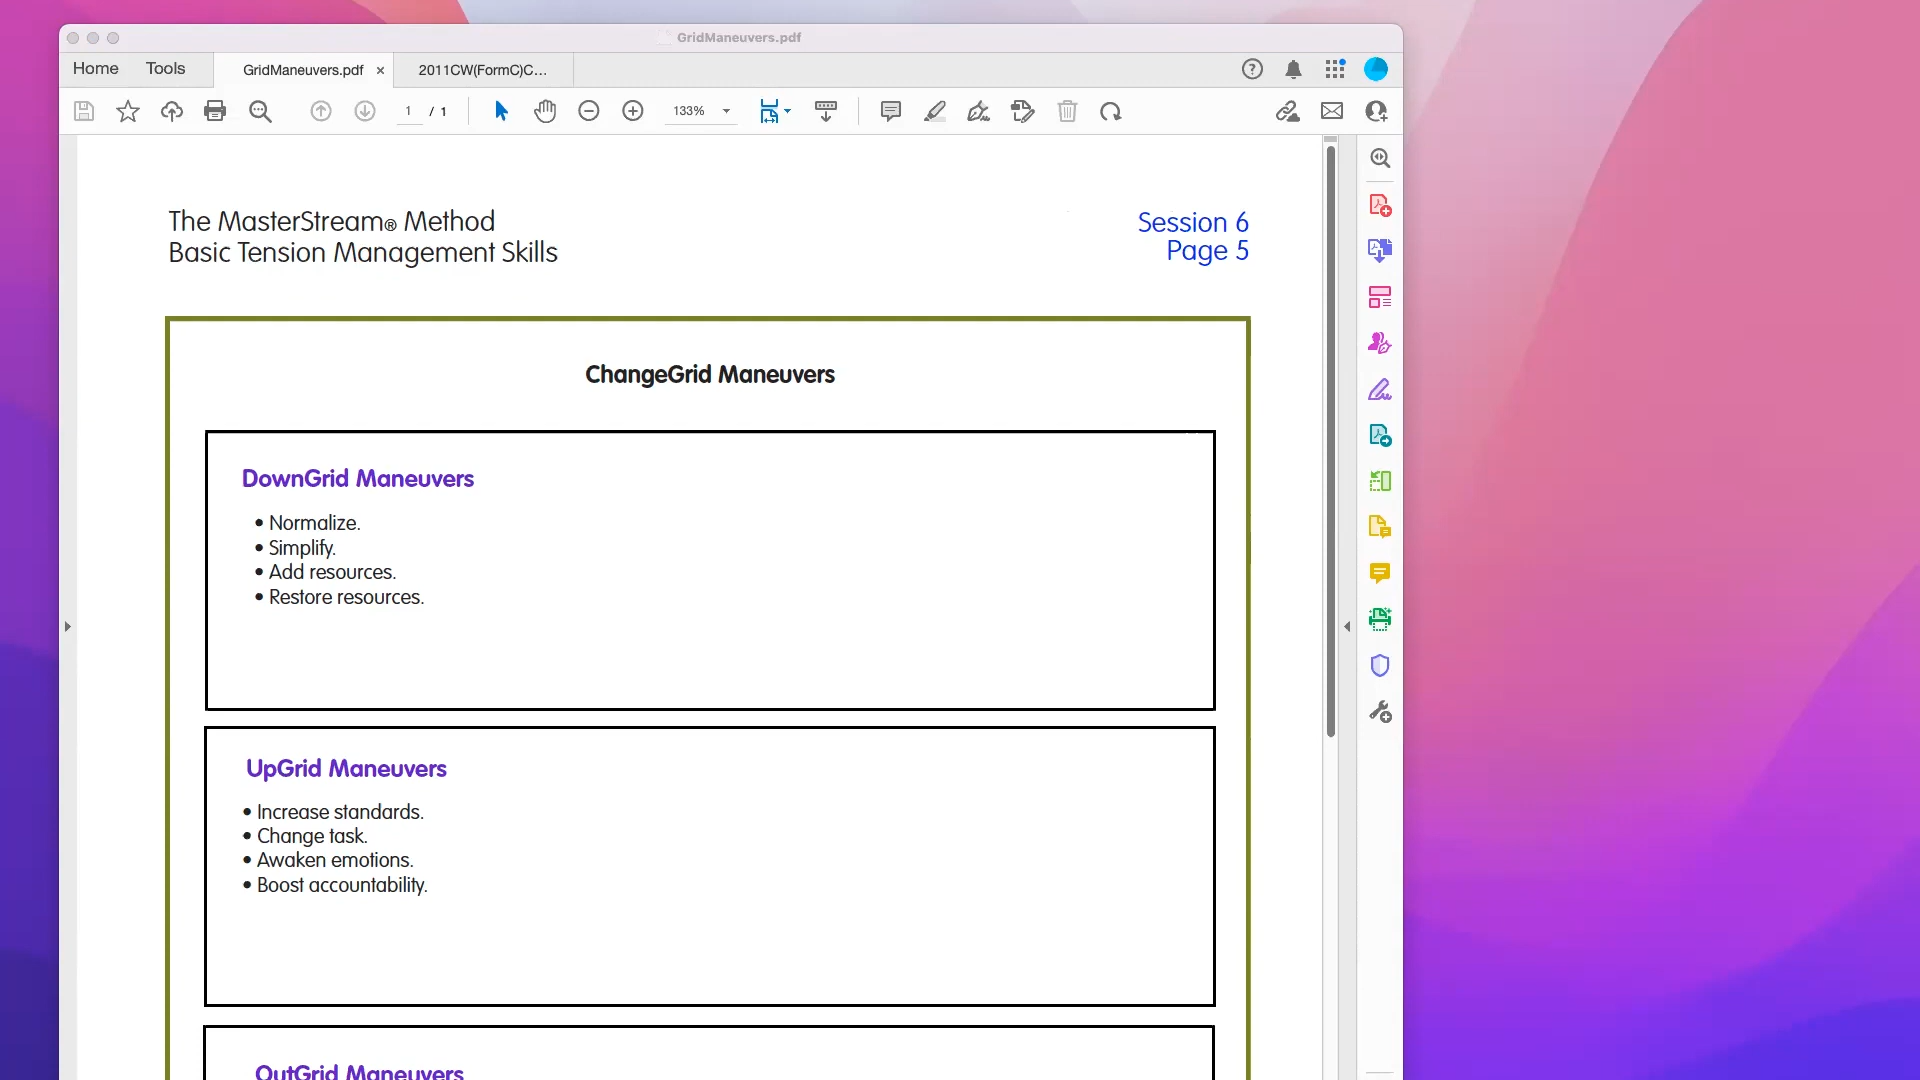 GridManeuvers.pdf
Home Tools GridManeuvers.pdf 2011CW(FormC)C...
1 / 1 133%
The MasterStream® Method
Basic Tension Management Skills
Session 6
Page 5
ChangeGrid Maneuvers
DownGrid Maneuvers
• Normalize.
• Simplify.
• Add resources.
• Restore resources.
UpGrid Maneuvers
• Increase standards.
• Change task.
• Awaken emotions.
• Boost accountability.
OutGrid Maneuvers